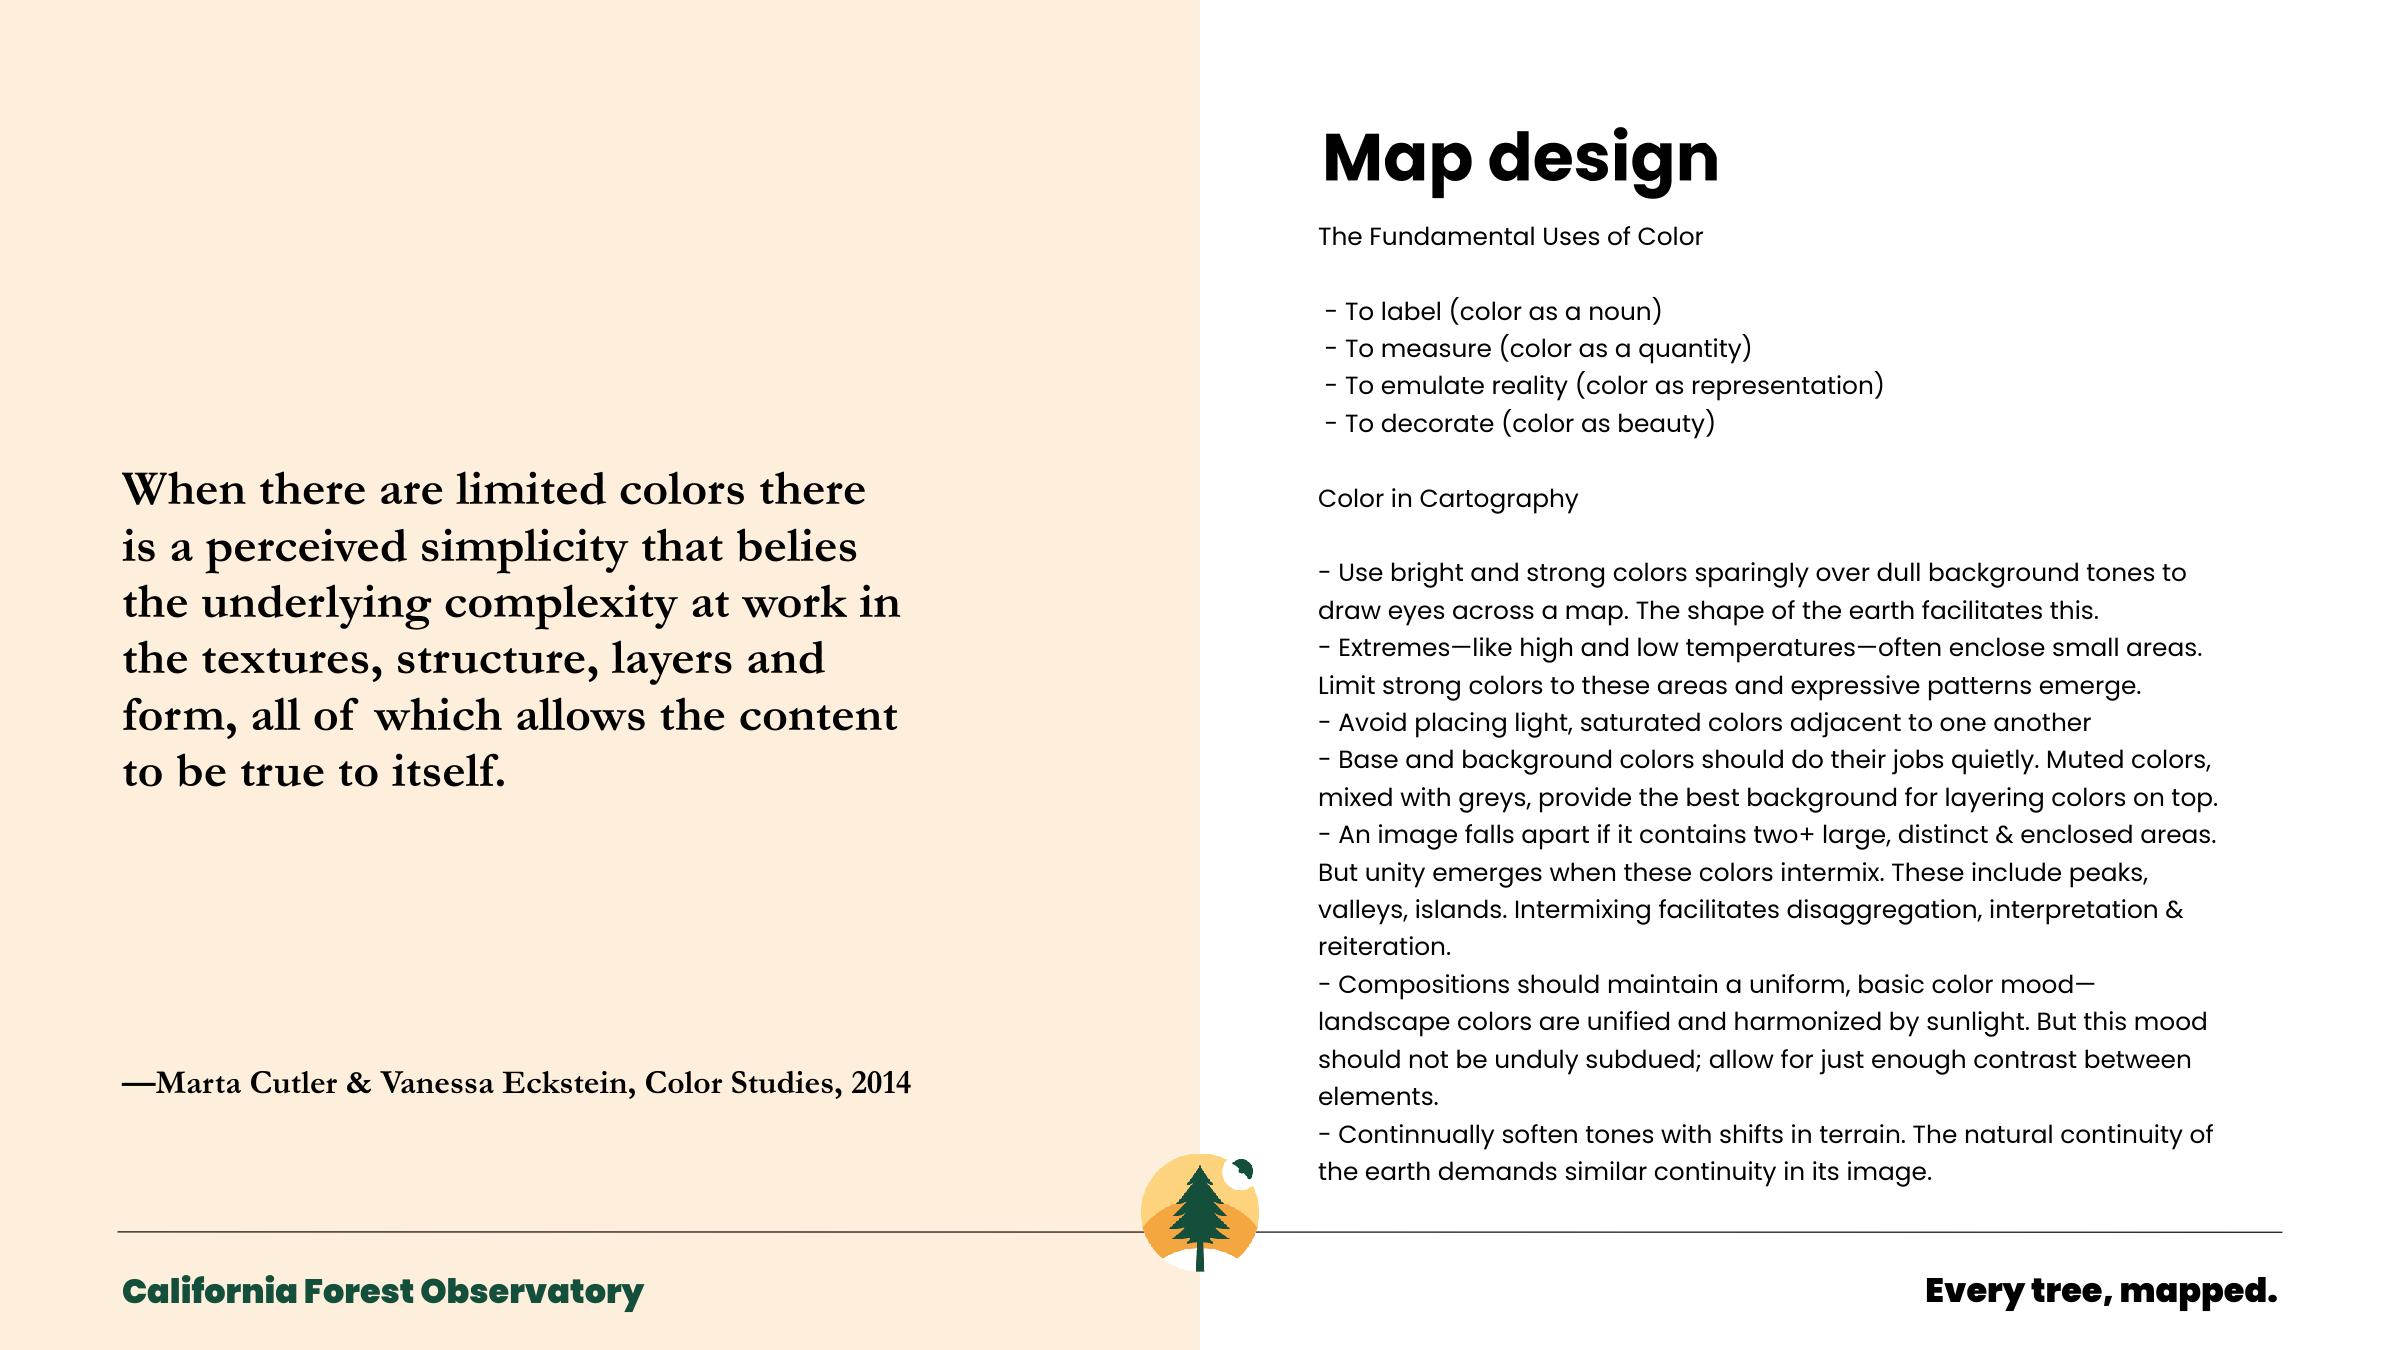 When there are limited colors there
is a perceived simplicity that belies
the underlying complexity at work in
the textures, structure, layers and
form, all of which allows the content
to be true to itself.
—Marta Cutler & Vanessa Eckstein, Color Studies, 2014
Map design
The Fundamental Uses of Color
- To label (color as a noun)
- To measure (color as a quantity)
- To emulate reality (color as representation)
- To decorate (color as beauty)
Color in Cartography
- Use bright and strong colors sparingly over dull background tones to
draw eyes across a map. The shape of the earth facilitates this.
- Extremes—like high and low temperatures—often enclose small areas.
Limit strong colors to these areas and expressive patterns emerge.
- Avoid placing light, saturated colors adjacent to one another
- Base and background colors should do their jobs quietly. Muted colors,
mixed with greys, provide the best background for layering colors on top.
- An image falls apart if it contains two+ large, distinct & enclosed areas.
But unity emerges when these colors intermix. These include peaks,
valleys, islands. Intermixing facilitates disaggregation, interpretation &
reiteration.
- Compositions should maintain a uniform, basic color mood—
landscape colors are unified and harmonized by sunlight. But this mood
should not be unduly subdued; allow for just enough contrast between
elements.
- Continnually soften tones with shifts in terrain. The natural continuity of
the earth demands similar continuity in its image.
California Forest Observatory
Every tree, mapped.